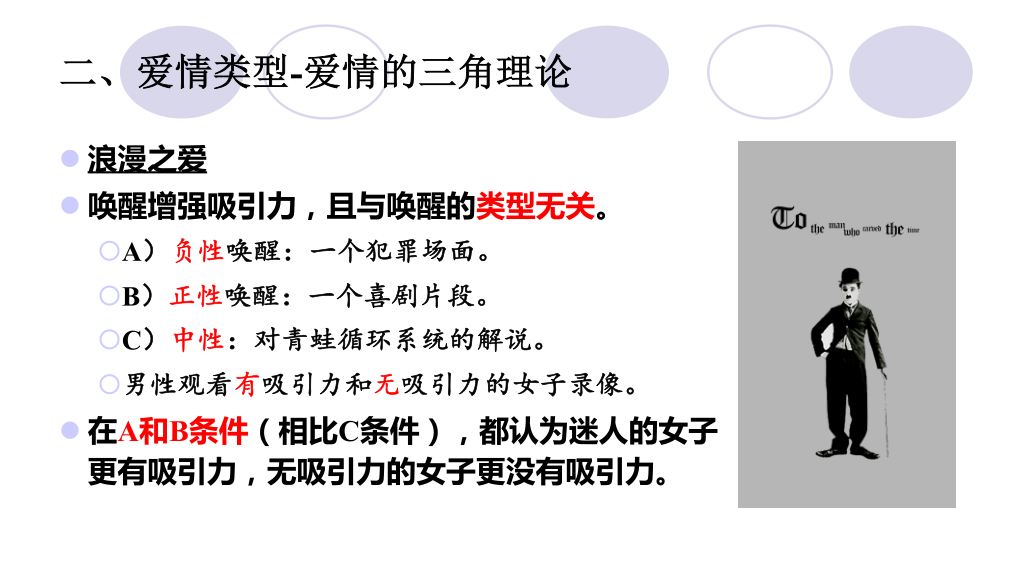 二、爱情类型-爱情的三角理论
浪漫之爱
唤醒增强吸引力，且与唤醒的类型无关。
A）负性唤醒：一个犯罪场面。
B）正性唤醒：一个喜剧片段。
C）中性：对青蛙循环系统的解说。
男性观看有吸引力和无吸引力的女子录像。
在A和B条件（相比C条件），都认为迷人的女子
更有吸引力，无吸引力的女子更没有吸引力。
To the man who carved the time